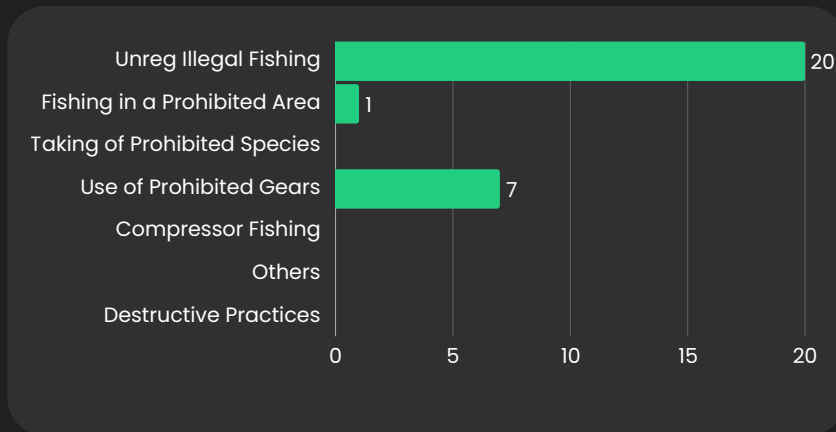 Unreg Illegal Fishing
20
Fishing in a Prohibited Area
1
Taking of Prohibited Species
Use of Prohibited Gears
7
Compressor Fishing
Others
Destructive Practices
0 5 10 15 20